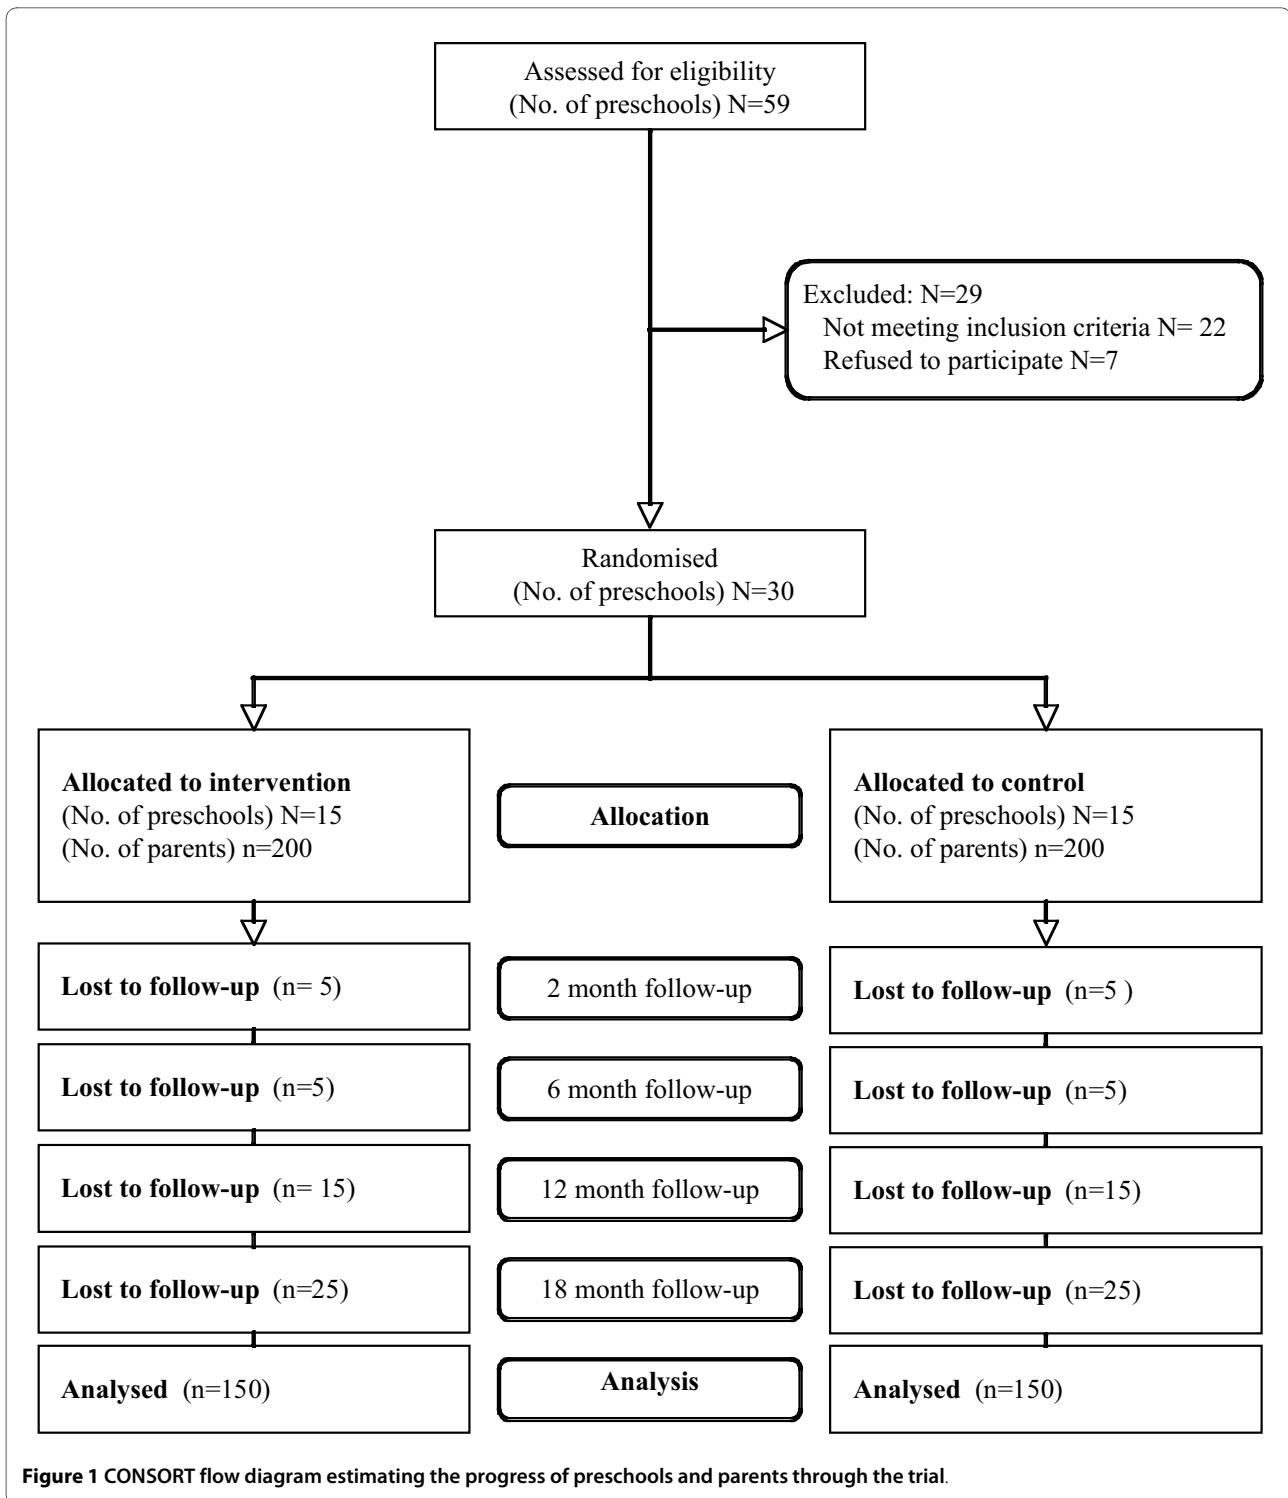 Assessed for eligibility
(No. of preschools) N=59
Excluded: N=29
Not meeting inclusion criteria N= 22
Refused to participate N=7
Randomised
(No. of preschools) N=30
Allocated to intervention
(No. of preschools) N=15
(No. of parents) n=200
Allocation
Allocated to control
(No. of preschools) N=15
(No. of parents) n=200
Lost to follow-up (n= 5)
2 month follow-up
Lost to follow-up (n=5 )
Lost to follow-up (n=5)
6 month follow-up
Lost to follow-up (n=5)
Lost to follow-up (n= 15)
12 month follow-up
Lost to follow-up (n=15)
Lost to follow-up (n=25)
18 month follow-up
Lost to follow-up (n=25)
Analysed (n=150)
Analysis
Analysed (n=150)
Figure 1 CONSORT flow diagram estimating the progress of preschools and parents through the trial.